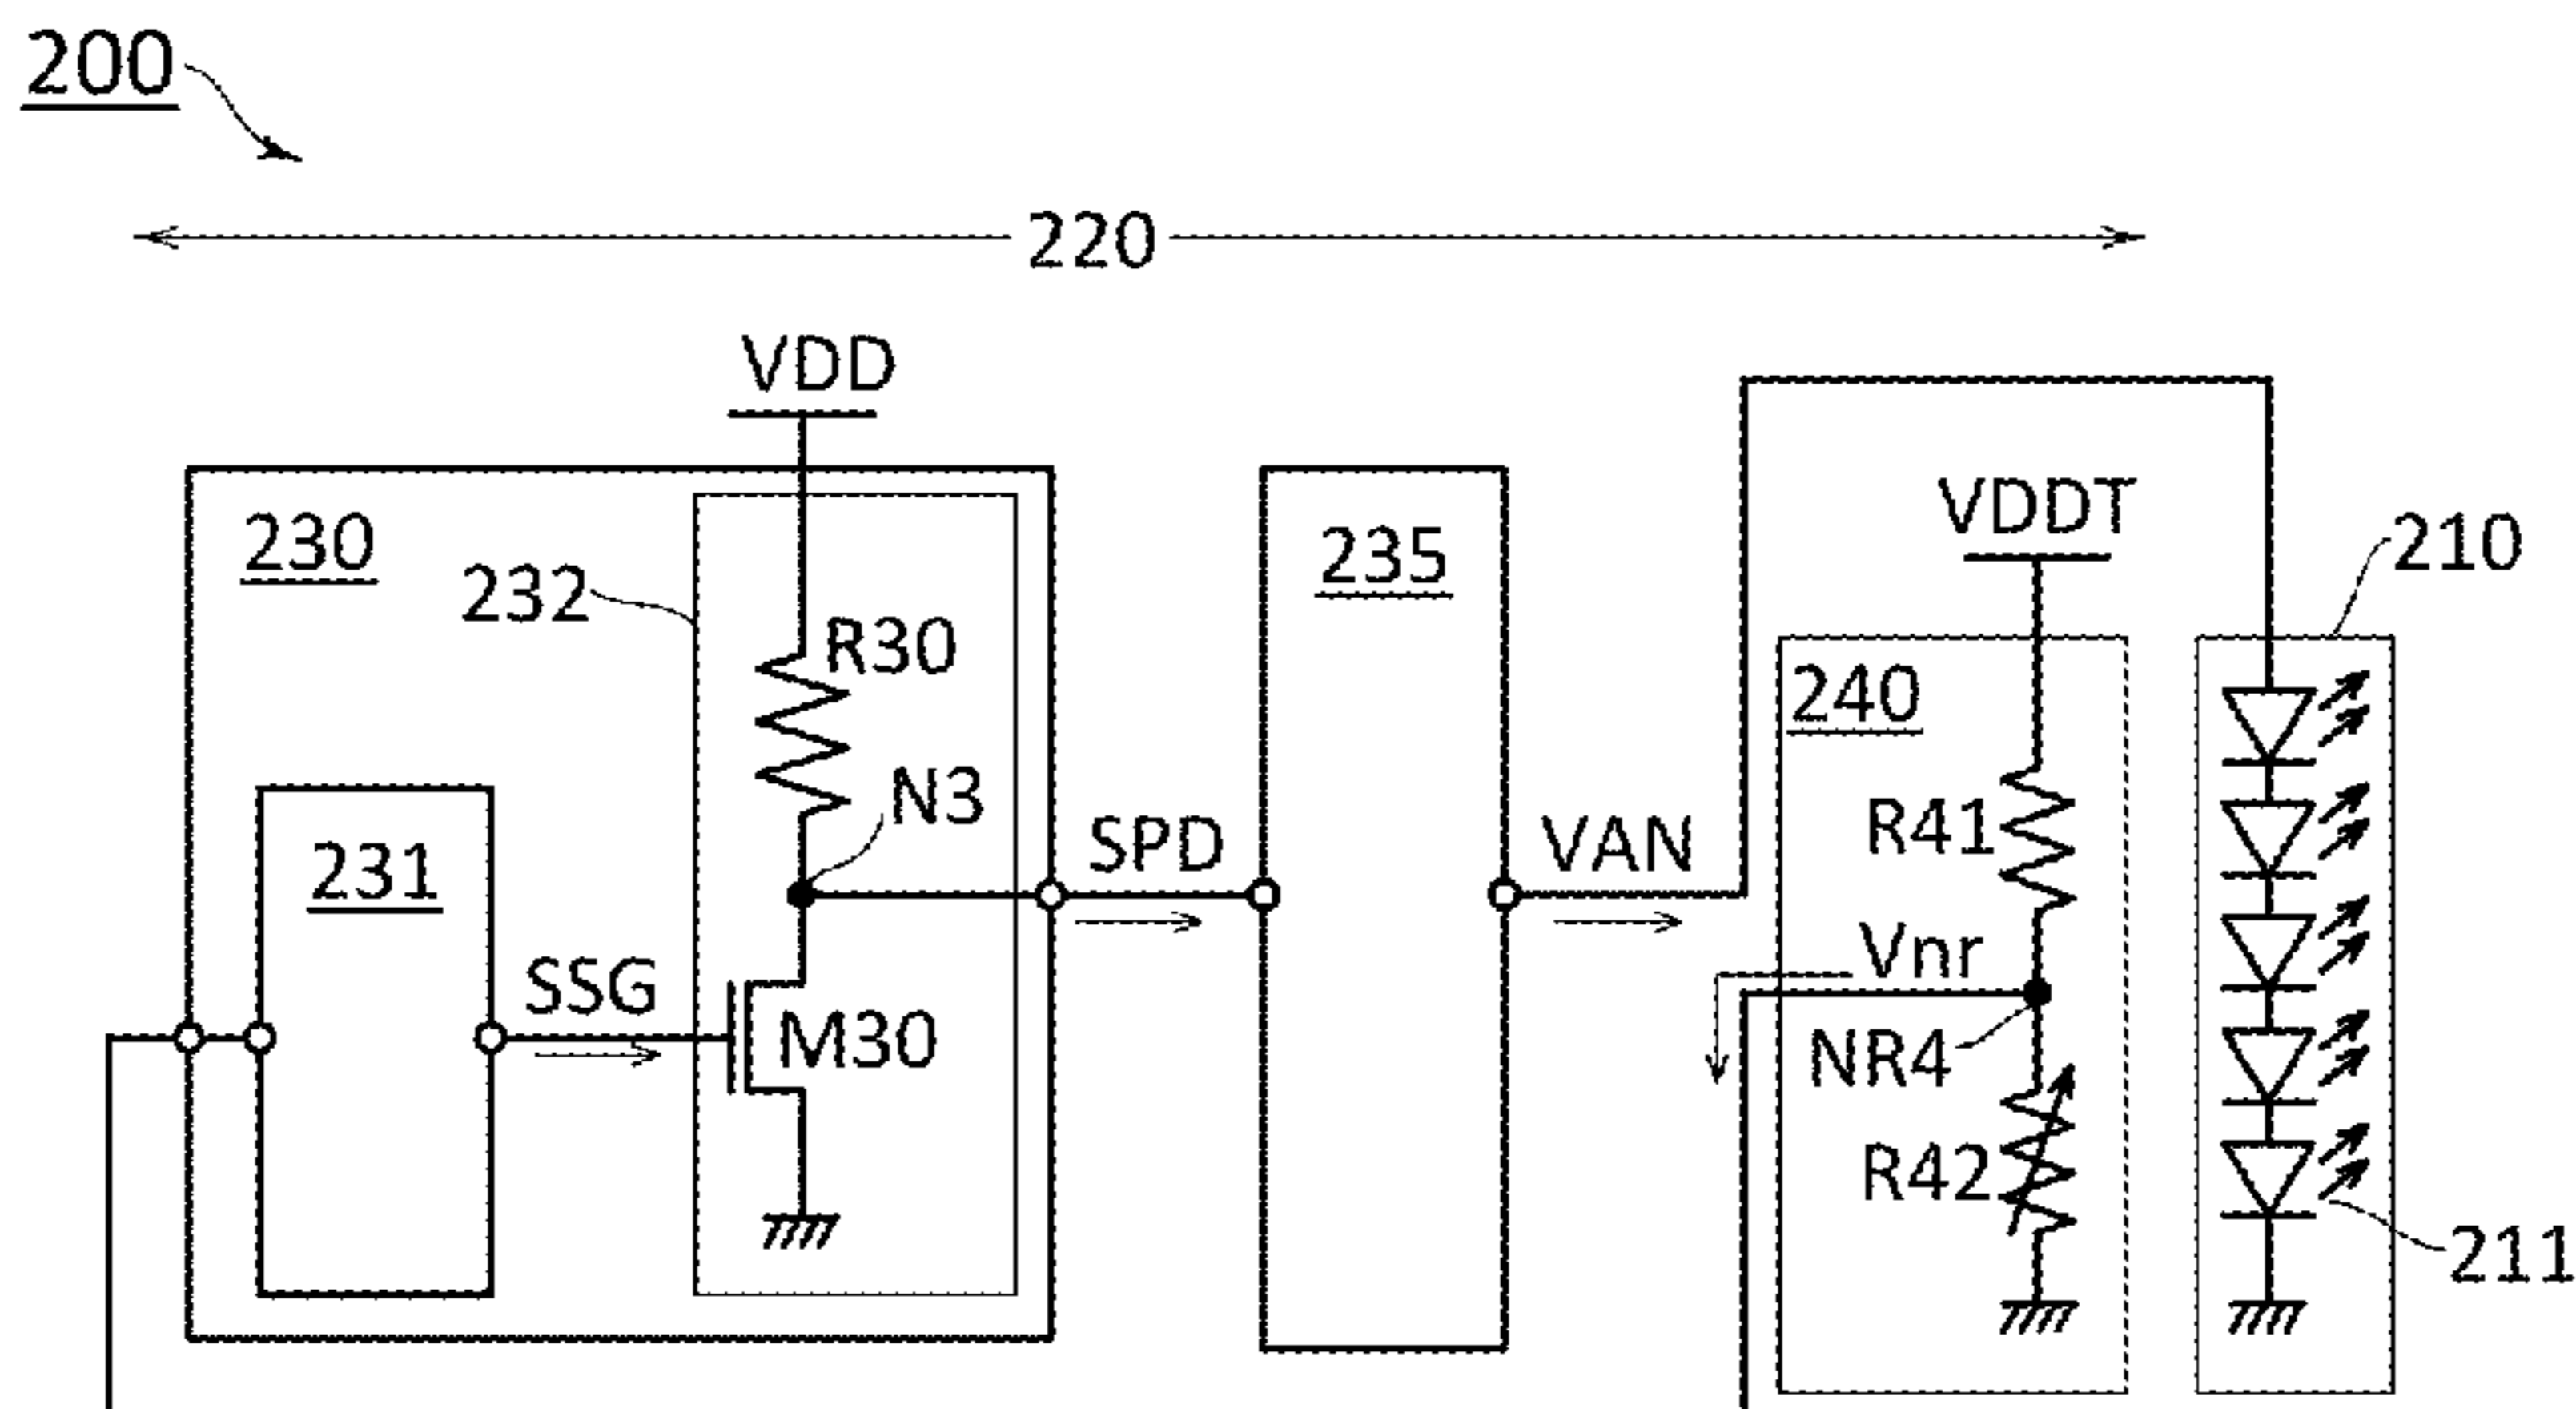 200
220
VDD
VDDT
230
235
210
232
R30
240
N3
R41
231
SPD
VAN
SSG
Vnr
M30
NR4
R42
211